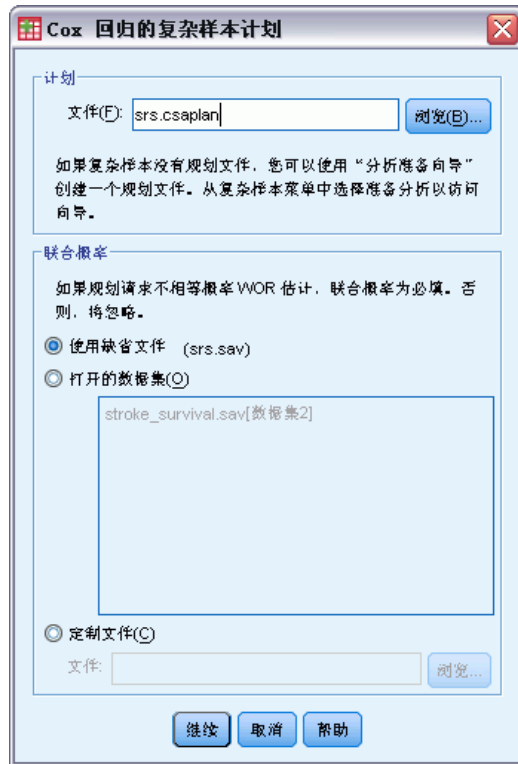 Cox 回归的复杂样本计划
计划
文件(F): srs.csaplan 浏览(B)...
如果复杂样本没有规划文件，您可以使用“分析准备向导”
创建一个规划文件。从复杂样本菜单中选择准备分析以访问
向导。
联合概率
如果规划请求不相等概率 WOR 估计，联合概率为必填。否
则，将忽略。
使用缺省文件 (srs.sav)
打开的数据集(O)
stroke_survival.sav[数据集2]
定制文件(C)
文件: 浏览...
继续 取消 帮助